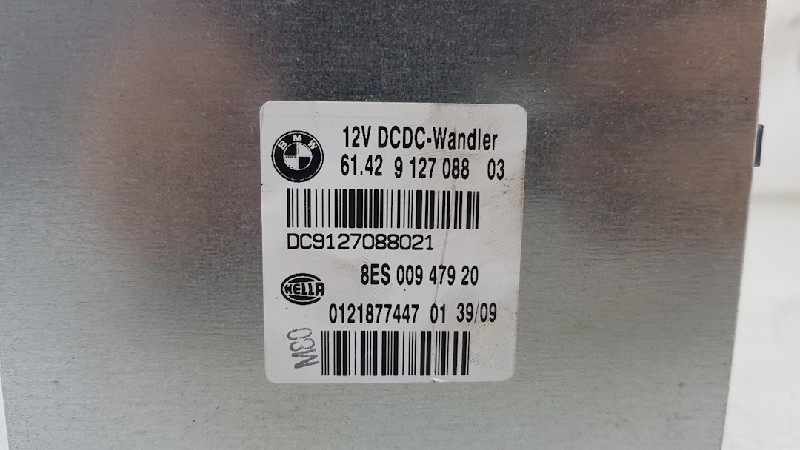 BMW
12V DCDC-Wandler
61.42 9 127 088 03
DC9127088021
8ES 009 479 20
HELLA
0121877447 01 39/09